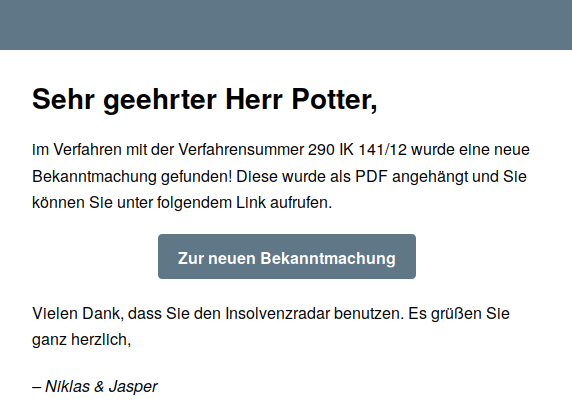 Sehr geehrter Herr Potter,
im Verfahren mit der Verfahrensummer 290 IK 141/12 wurde eine neue
Bekanntmachung gefunden! Diese wurde als PDF angehängt und Sie
können Sie unter folgendem Link aufrufen.
Zur neuen Bekanntmachung
Vielen Dank, dass Sie den Insolvenzradar benutzen. Es grüßen Sie
ganz herzlich,
– Niklas & Jasper